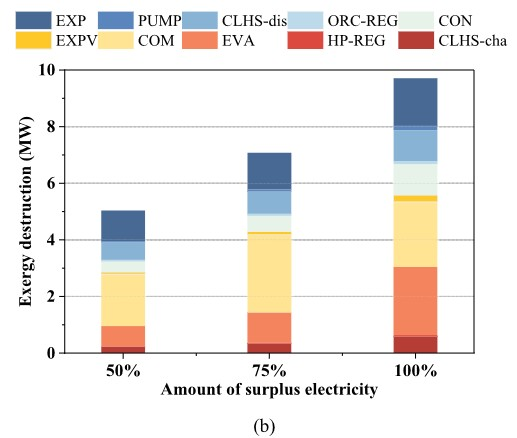 EXP PUMP CLHS-dis ORC-REG CON
EXPV COM EVA HP-REG CLHS-cha
10
8
6
4
2
0
Exergy destruction (MW)
50% 75% 100%
Amount of surplus electricity
(b)